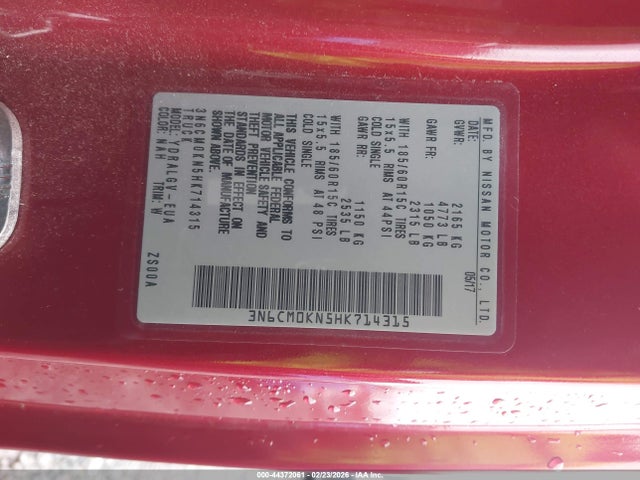 MFD BY NISSAN MOTOR CO., LTD.
05/17
GVWR: 2165 KG
4773 LB
GAWR FR: 1050 KG
2315 LB
WITH 185/60R15C TIRES
15x5.5 RIMS AT 44PSI
COLD SINGLE
GAWR RR: 1150 KG
2535 LB
WITH 185/60R15C TIRES
15x5.5 RIMS AT 48 PSI
COLD SINGLE
THIS VEHICLE CONFORMS TO
ALL APPLICABLE FEDERAL
MOTOR VEHICLE SAFETY AND
THEFT PREVENTION
STANDARDS IN EFFECT ON
THE DATE OF MANUFACTURE
SHOWN ABOVE.
3N6CM0KN5HK714315
TRUCK
MODEL: YDRALGV-EUA
COLOR: NAH TRIM: W
ZS00A
3N6CM0KN5HK714315
000-44372061 - 02/23/2026 - IAA Inc.